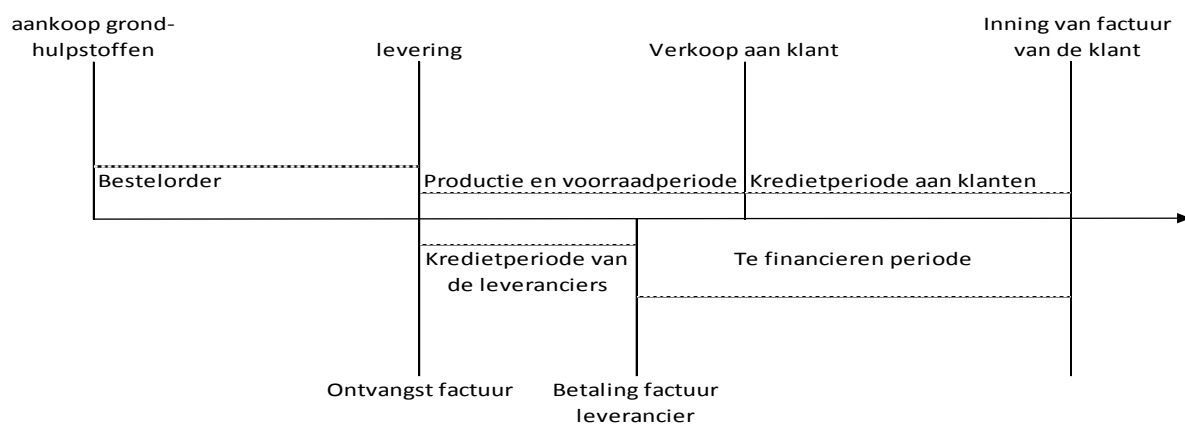 aankoop grond-
hulpstoffen
levering
Verkoop aan klant
Inning van factuur
van de klant
Bestelorder
Productie en voorraadperiode
Kredietperiode aan klanten
Kredietperiode van
de leveranciers
Te financieren periode
Ontvangst factuur
Betaling factuur
leverancier